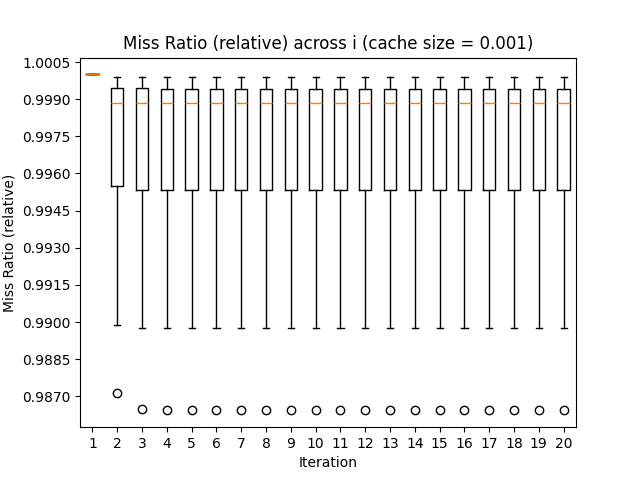 Miss Ratio (relative) across i (cache size = 0.001)
Miss Ratio (relative)
1.0005
0.9990
0.9975
0.9960
0.9945
0.9930
0.9915
0.9900
0.9885
0.9870
1 2 3 4 5 6 7 8 9 10 11 12 13 14 15 16 17 18 19 20
Iteration